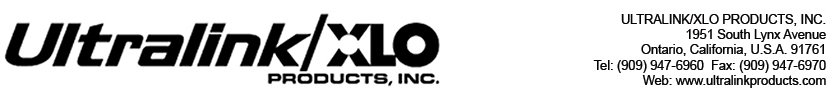 Ultralink/XLO
PRODUCTS, INC.
ULTRALINK/XLO PRODUCTS, INC.
1951 South Lynx Avenue
Ontario, California, U.S.A. 91761
Tel: (909) 947-6960 Fax: (909) 947-6970
Web: www.ultralinkproducts.com